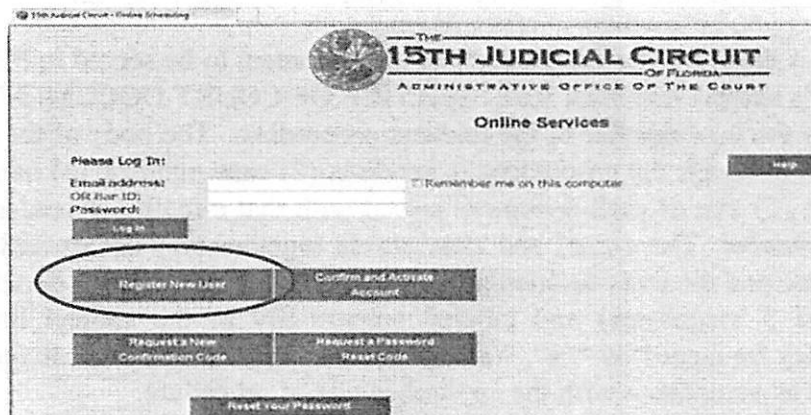 15th Judicial Circuit - Online Scheduling
THE
15TH JUDICIAL CIRCUIT
OF FLORIDA
ADMINISTRATIVE OFFICE OF THE COURT
Online Services
Please Log In:
Help
Email address:
Remember me on this computer
OR Bar ID:
Password:
Log In
Register New User
Confirm and Activate
Account
Request a New
Confirmation Code
Request a Password
Reset Code
Reset Your Password